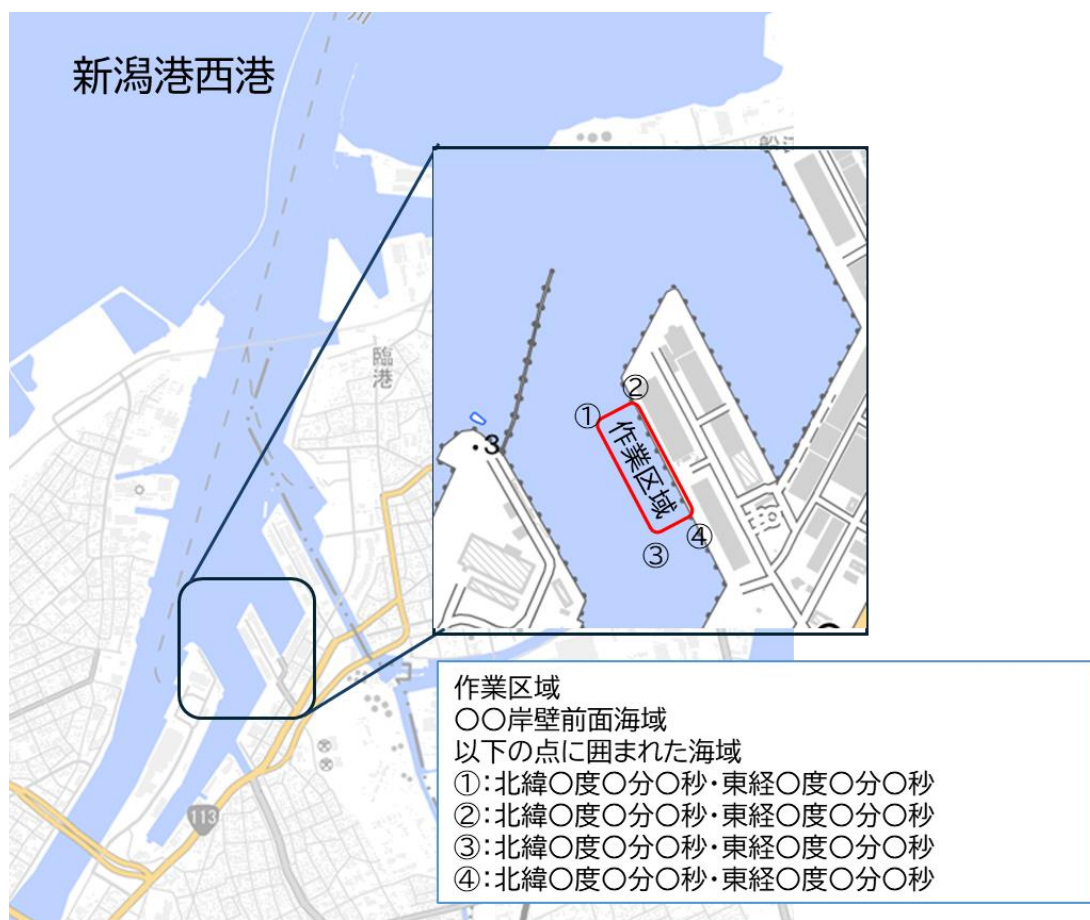 新潟港西港
臨港
②
①
3
作業区域
④
③
113
作業区域
〇〇岸壁前面海域
以下の点に囲まれた海域
①:北緯〇度〇分〇秒・東経〇度〇分〇秒
②:北緯〇度〇分〇秒・東経〇度〇分〇秒
③:北緯〇度〇分〇秒・東経〇度〇分〇秒
④:北緯〇度〇分〇秒・東経〇度〇分〇秒